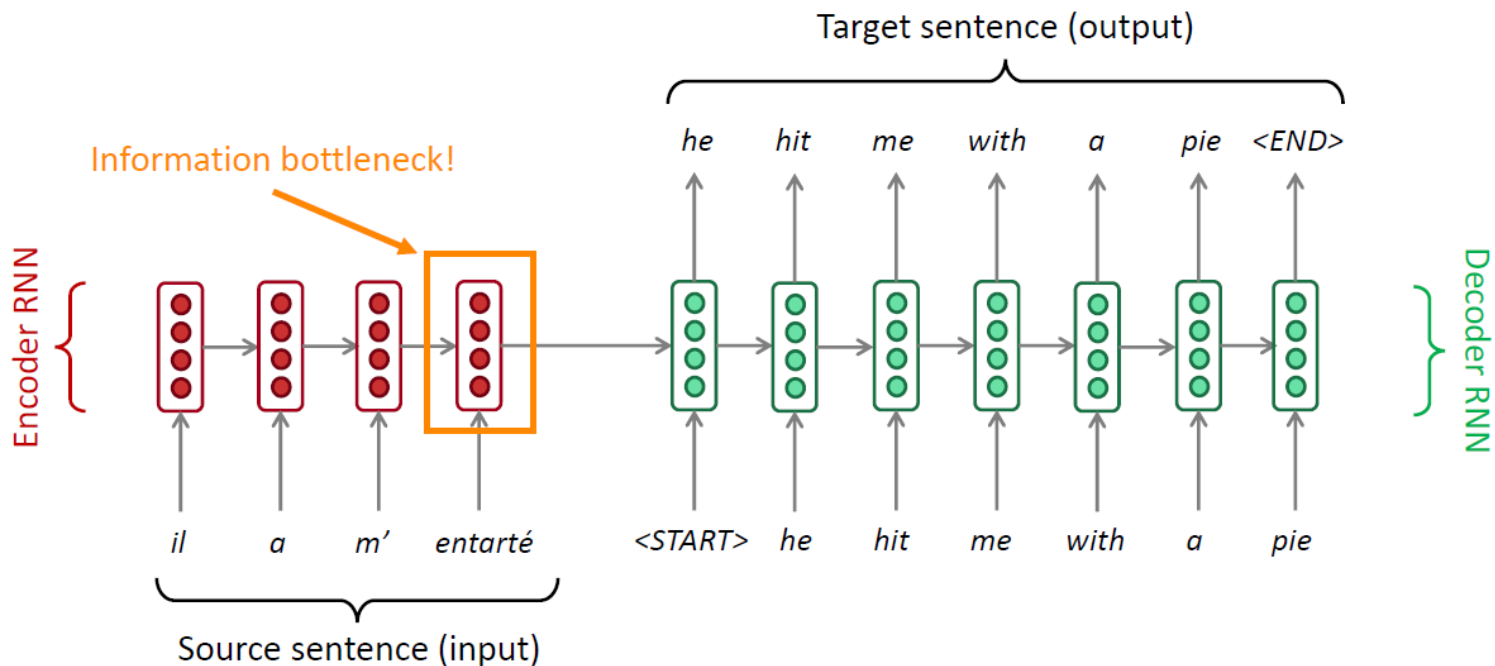 Target sentence (output)
he hit me with a pie <END>
Information bottleneck!
Encoder RNN
Decoder RNN
il a m’ entarté
<START> he hit me with a pie
Source sentence (input)